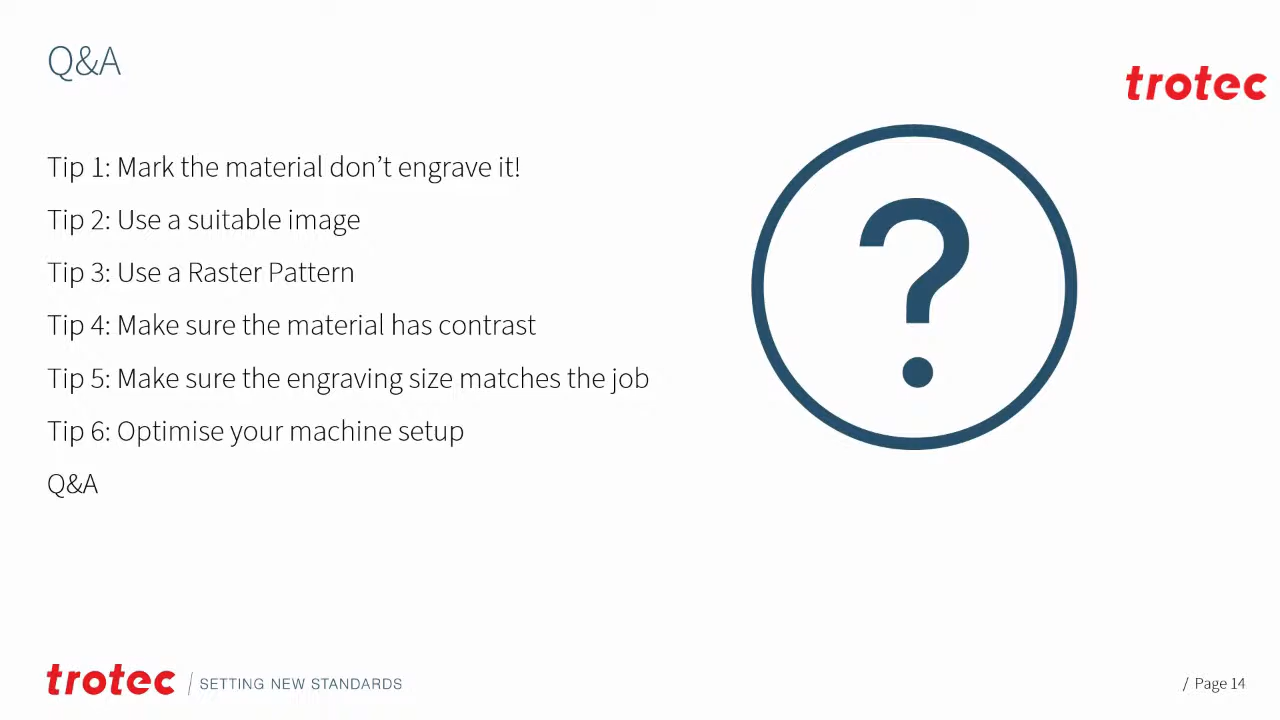 Q&A
trotec
Tip 1: Mark the material don’t engrave it!
Tip 2: Use a suitable image
Tip 3: Use a Raster Pattern
Tip 4: Make sure the material has contrast
Tip 5: Make sure the engraving size matches the job
Tip 6: Optimise your machine setup
Q&A
?
trotec / SETTING NEW STANDARDS
/ Page 14